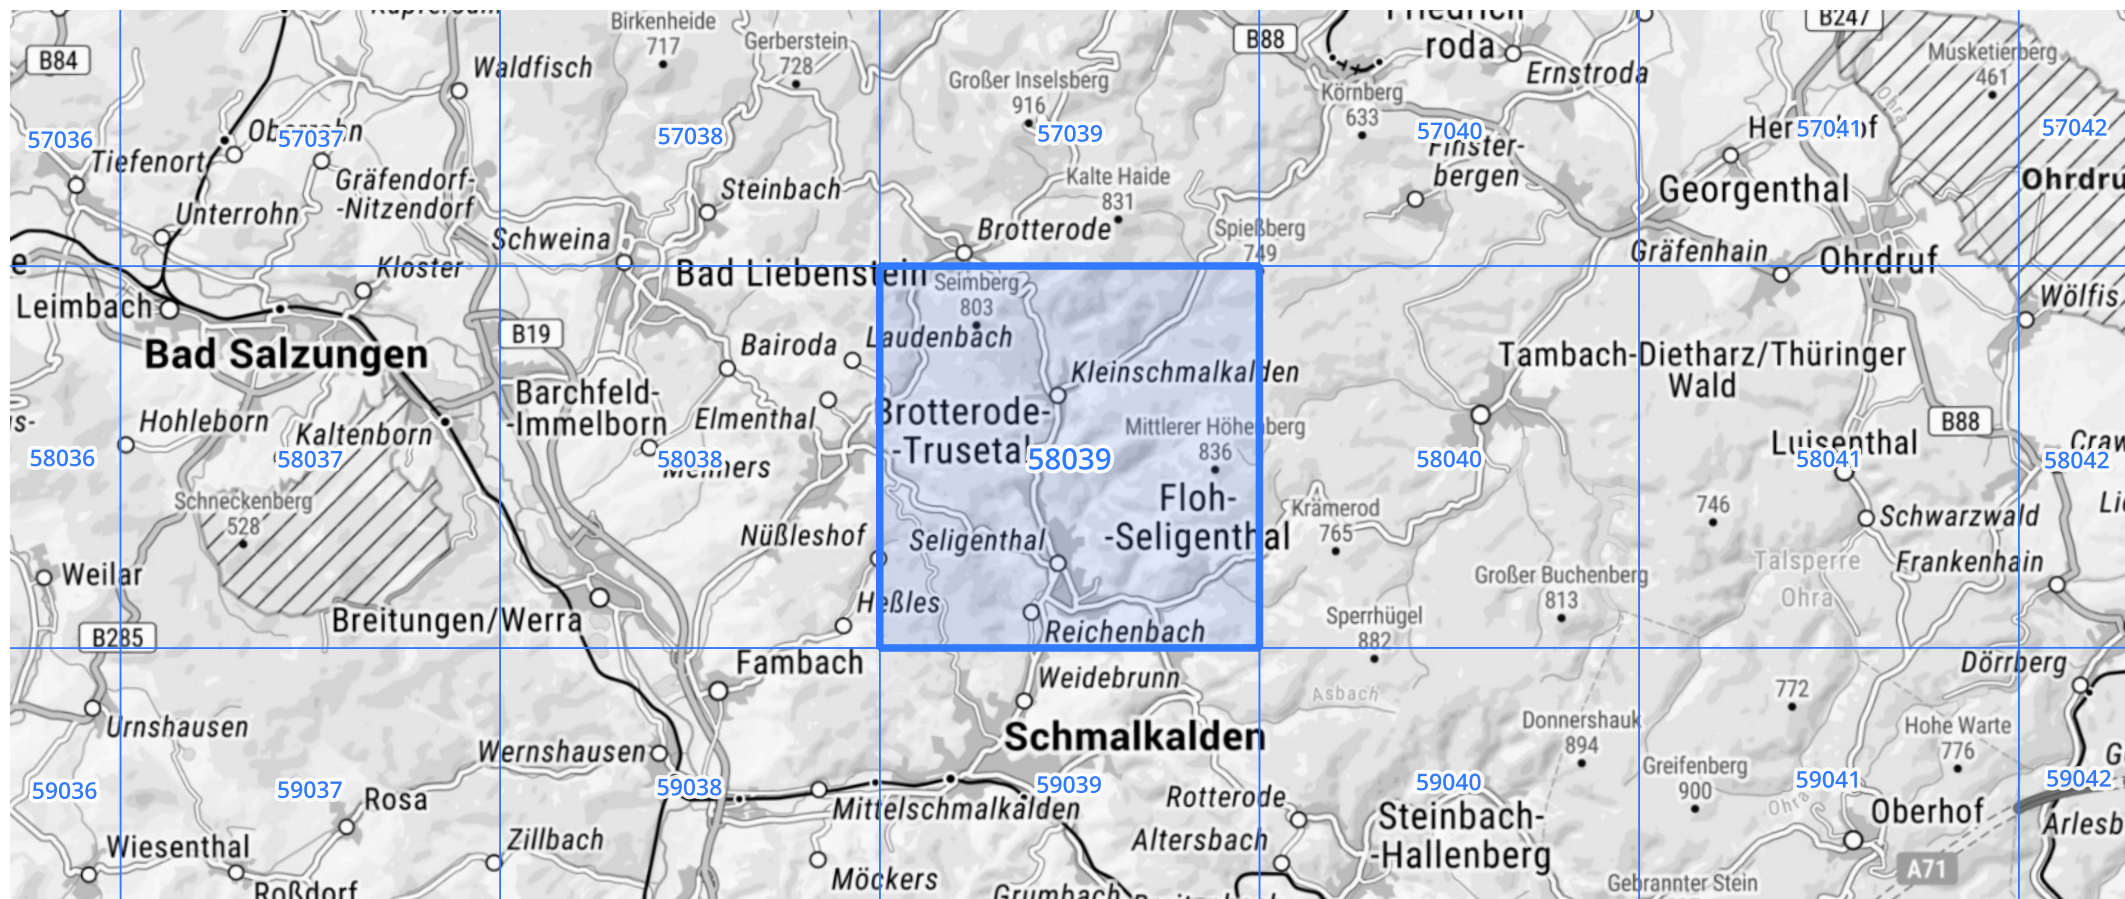 B84
Birkenheide
717
Gerberstein
728
Waldfisch
Großer Inselsberg
916
B88
roda
Ernstroda
Körnberg
633
B247
Musketierberg
461
Ohra
57036
57037
57038
57039
57040
57041
57042
Tiefenort
Gräfendorf-
-Nitzendorf
Unterrohn
Steinbach
Kalte Haide
831
Finster-
bergen
Georgenthal
Schweina
Brotterode
Spießberg
749
Gräfenhain
Ohrdruf
Kloster
Bad Liebenstein
Seimberg
803
Leimbach
Wölfis
B19
Bad Salzungen
Bairoda
Laudenbach
Kleinschmalkalden
Tambach-Dietharz/Thüringer
Wald
Barchfeld-
-Immelborn
Elmenthal
Brotterode-
-Trusetal
Mittlerer Höhenberg
836
Hohleborn
Kaltenborn
B88
Luisenthal
58036
58037
58038
58039
58040
58041
58042
Meimers
Schneckenberg
528
Floh-
-Seligenthal
Krämerod
765
746
Schwarzwald
Nüßleshof
Seligenthal
Talsperre
Ohra
Frankenhain
Weilar
Großer Buchenberg
813
Heßles
Breitungen/Werra
Reichenbach
Sperrhügel
882
B285
Fambach
Weidebrunn
Asbach
Dörrberg
772
Urnshausen
Wernshausen
Schmalkalden
Donnershauk
894
Hohe Warte
776
Greifenberg
900
59036
59037
59038
59039
59040
59041
59042
Rosa
Mittelschmalkalden
Rotterode
Steinbach-
-Hallenberg
Ohra
Oberhof
Wiesenthal
Zillbach
Altersbach
A71
Möckers
Roßdorf
Grumbach
Gebrannter Stein